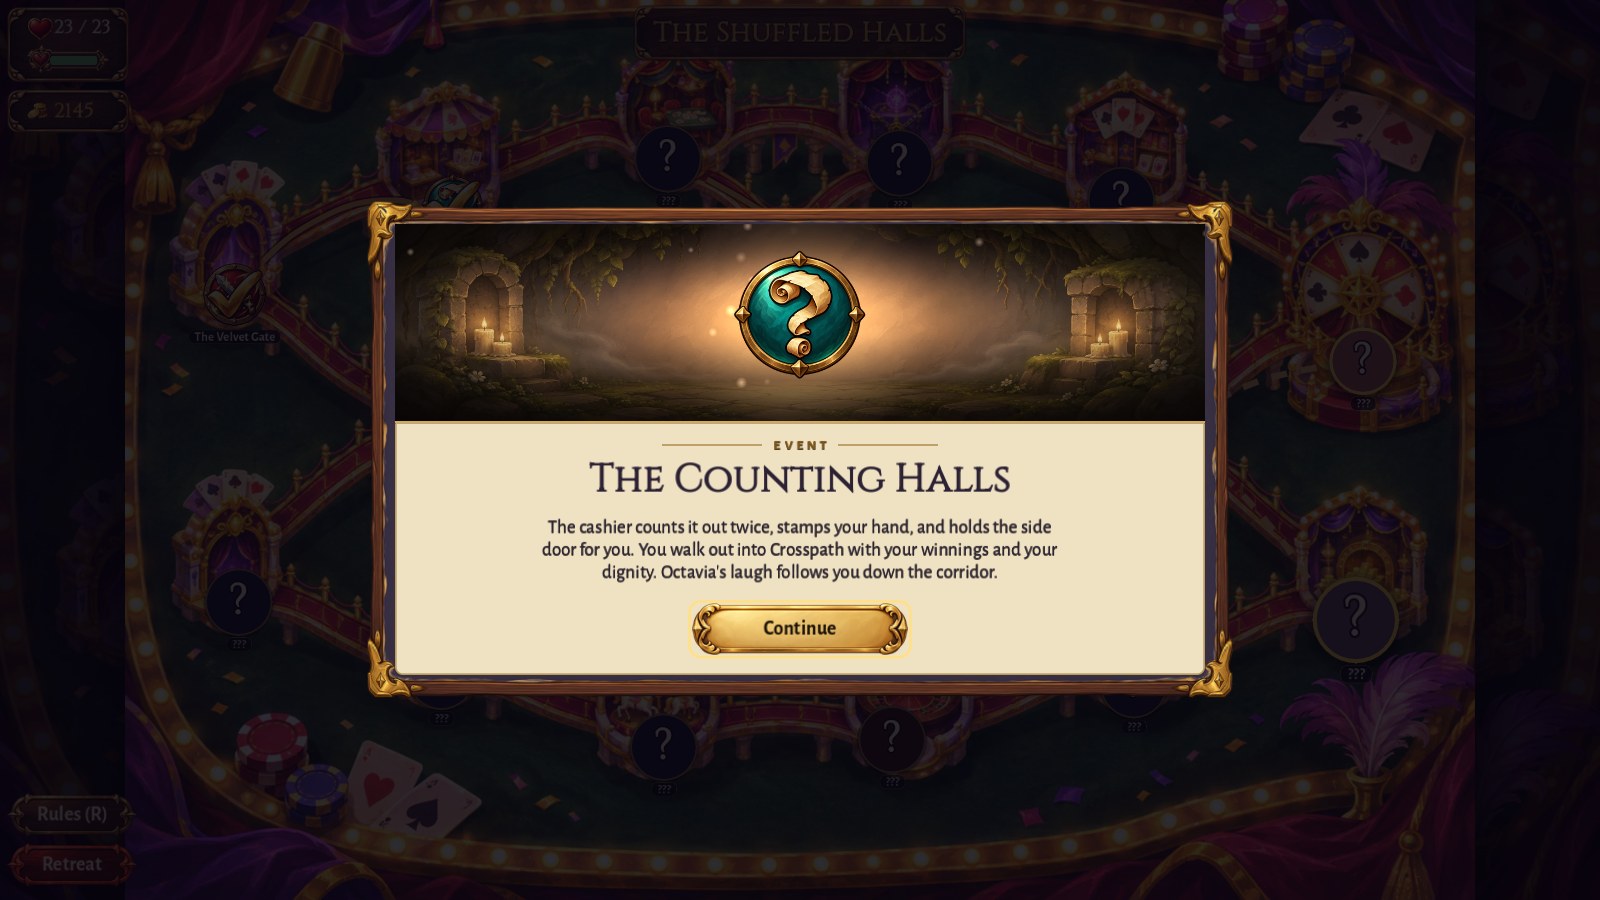 23 / 23
THE SHUFFLED HALLS
2145
?
?
?
???
???
The Velvet Gate
?
???
EVENT
THE COUNTING HALLS
The cashier counts it out twice, stamps your hand, and holds the side
door for you. You walk out into Crosspath with your winnings and your
dignity. Octavia's laugh follows you down the corridor.
Continue
?
???
?
???
???
???
?
???
?
???
Rules (R)
Retreat